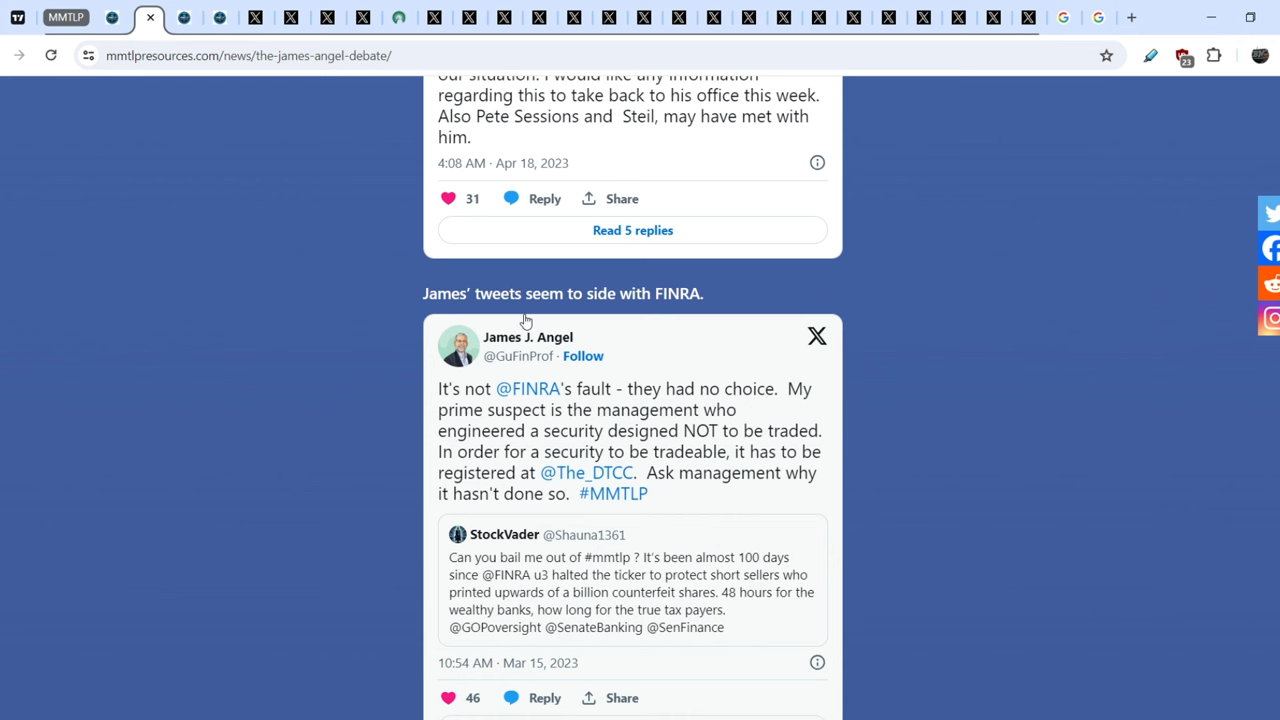 MMTLP
mmtlpresources.com/news/the-james-angel-debate/
23
our situation. I would like any information
regarding this to take back to his office this week.
Also Pete Sessions and  Steil, may have met with
him.
4:08 AM · Apr 18, 2023
31 Reply Share
Read 5 replies
James’ tweets seem to side with FINRA.
James J. Angel
@GuFinProf · Follow
It's not @FINRA's fault - they had no choice.  My
prime suspect is the management who
engineered a security designed NOT to be traded.
In order for a security to be tradeable, it has to be
registered at @The_DTCC.  Ask management why
it hasn't done so.  #MMTLP
StockVader @Shauna1361
Can you bail me out of #mmtlp ? It’s been almost 100 days
since @FINRA u3 halted the ticker to protect short sellers who
printed upwards of a billion counterfeit shares. 48 hours for the
wealthy banks, how long for the true tax payers.
@GOPoversight @SenateBanking @SenFinance
10:54 AM · Mar 15, 2023
46 Reply Share